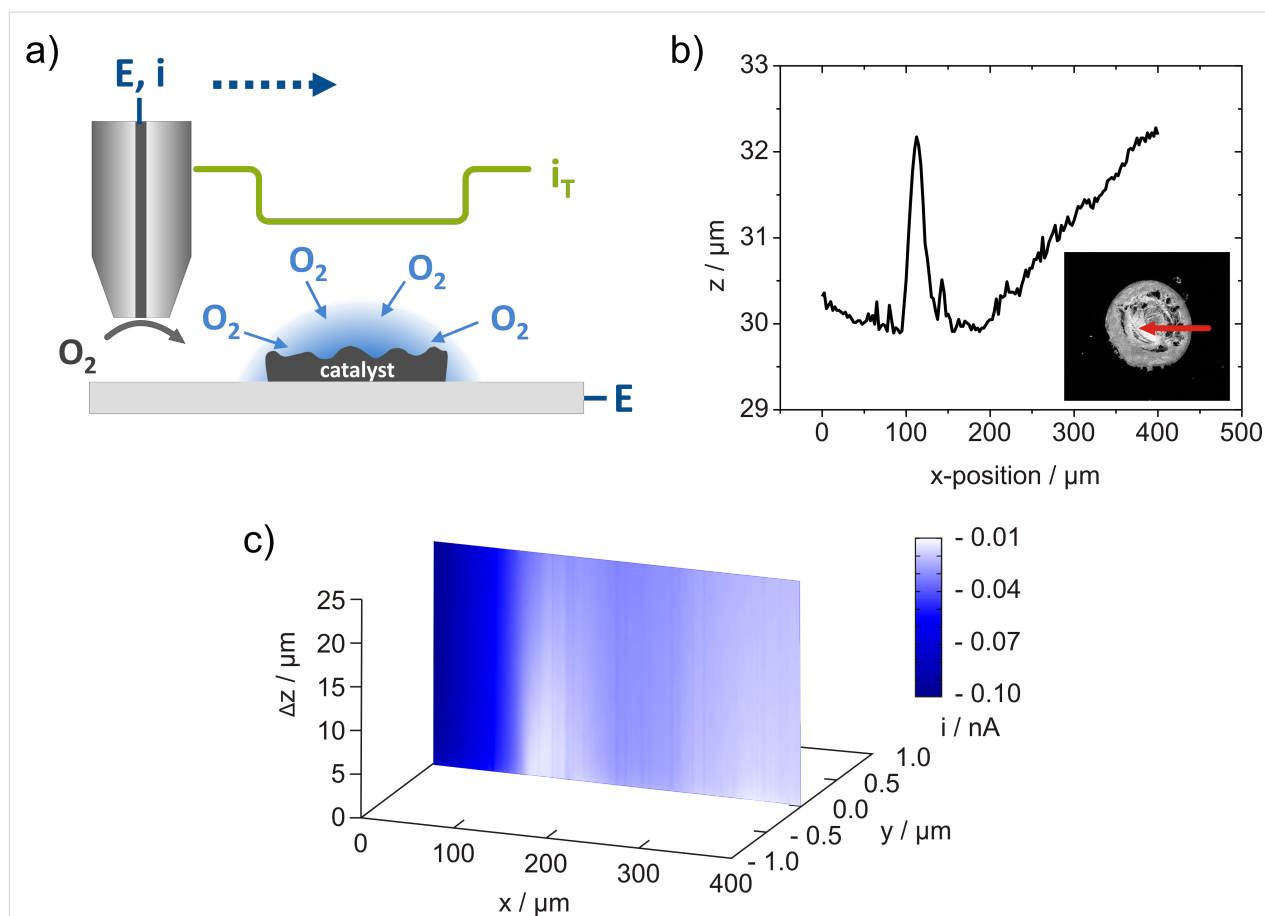 a)
E, i
i_T
O₂
O₂
O₂
O₂
O₂
catalyst
E
b)
33
32
31
30
29
z / µm
0
100
200
300
400
500
x-position / µm
c)
25
20
15
10
5
0
Δz / µm
0
100
200
300
400
x / µm
- 1.0
- 0.5
0.0
0.5
1.0
y / µm
- 0.01
- 0.04
- 0.07
- 0.10
i / nA